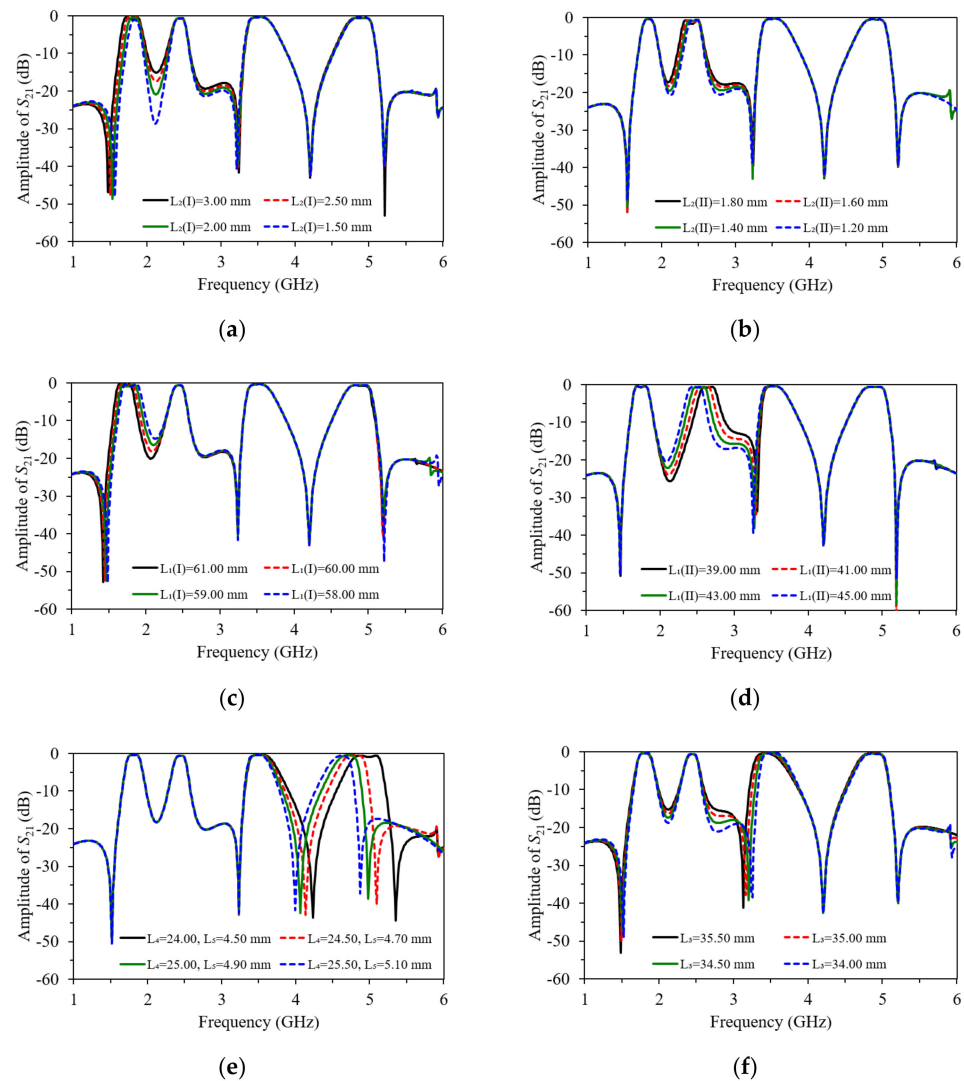 0
-10
-20
-30
-40
-50
-60
Amplitude of S21 (dB)
L₂(I)=3.00 mm L₂(I)=2.50 mm
L₂(I)=2.00 mm L₂(I)=1.50 mm
1 2 3 4 5 6
Frequency (GHz)
(a)
0
-10
-20
-30
-40
-50
-60
Amplitude of S21 (dB)
L₂(II)=1.80 mm L₂(II)=1.60 mm
L₂(II)=1.40 mm L₂(II)=1.20 mm
1 2 3 4 5 6
Frequency (GHz)
(b)
0
-10
-20
-30
-40
-50
-60
Amplitude of S21 (dB)
L₁(I)=61.00 mm L₁(I)=60.00 mm
L₁(I)=59.00 mm L₁(I)=58.00 mm
1 2 3 4 5 6
Frequency (GHz)
(c)
0
-10
-20
-30
-40
-50
-60
Amplitude of S21 (dB)
L₁(II)=39.00 mm L₁(II)=41.00 mm
L₁(II)=43.00 mm L₁(II)=45.00 mm
1 2 3 4 5 6
Frequency (GHz)
(d)
0
-10
-20
-30
-40
-50
-60
Amplitude of S21 (dB)
L₄=24.00, L₅=4.50 mm L₄=24.50, L₅=4.70 mm
L₄=25.00, L₅=4.90 mm L₄=25.50, L₅=5.10 mm
1 2 3 4 5 6
Frequency (GHz)
(e)
0
-10
-20
-30
-40
-50
-60
Amplitude of S21 (dB)
L₃=35.50 mm L₃=35.00 mm
L₃=34.50 mm L₃=34.00 mm
1 2 3 4 5 6
Frequency (GHz)
(f)